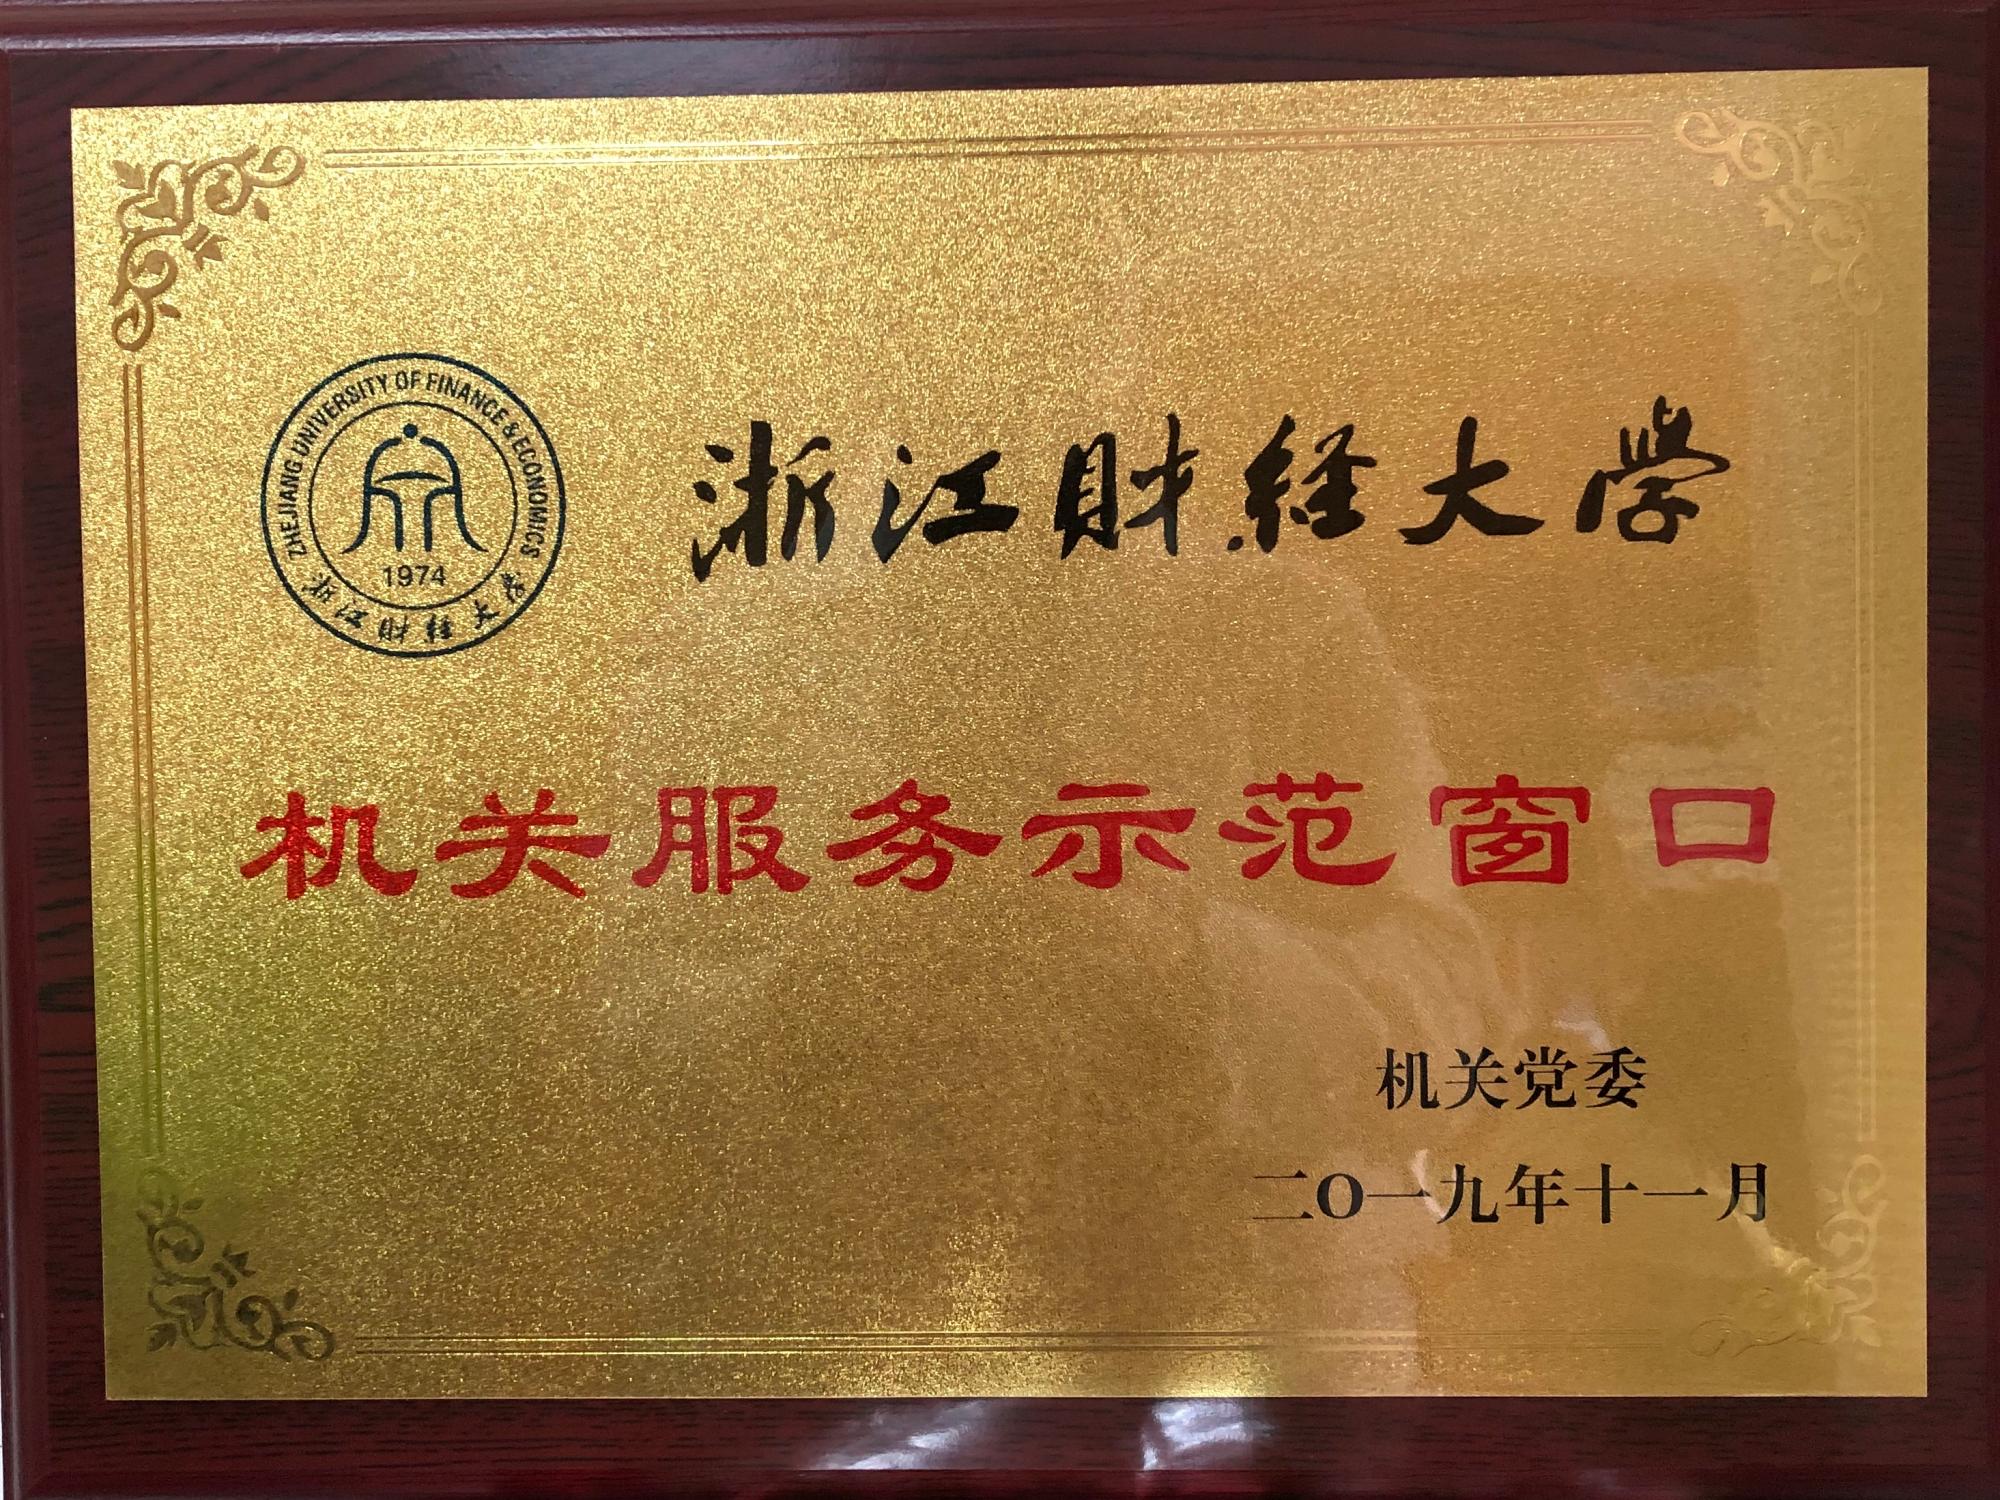 ZHEJIANG UNIVERSITY OF FINANCE & ECONOMICS
1974
浙江财经大学
浙江财经大学
机关服务示范窗口
机关党委
二〇一九年十一月